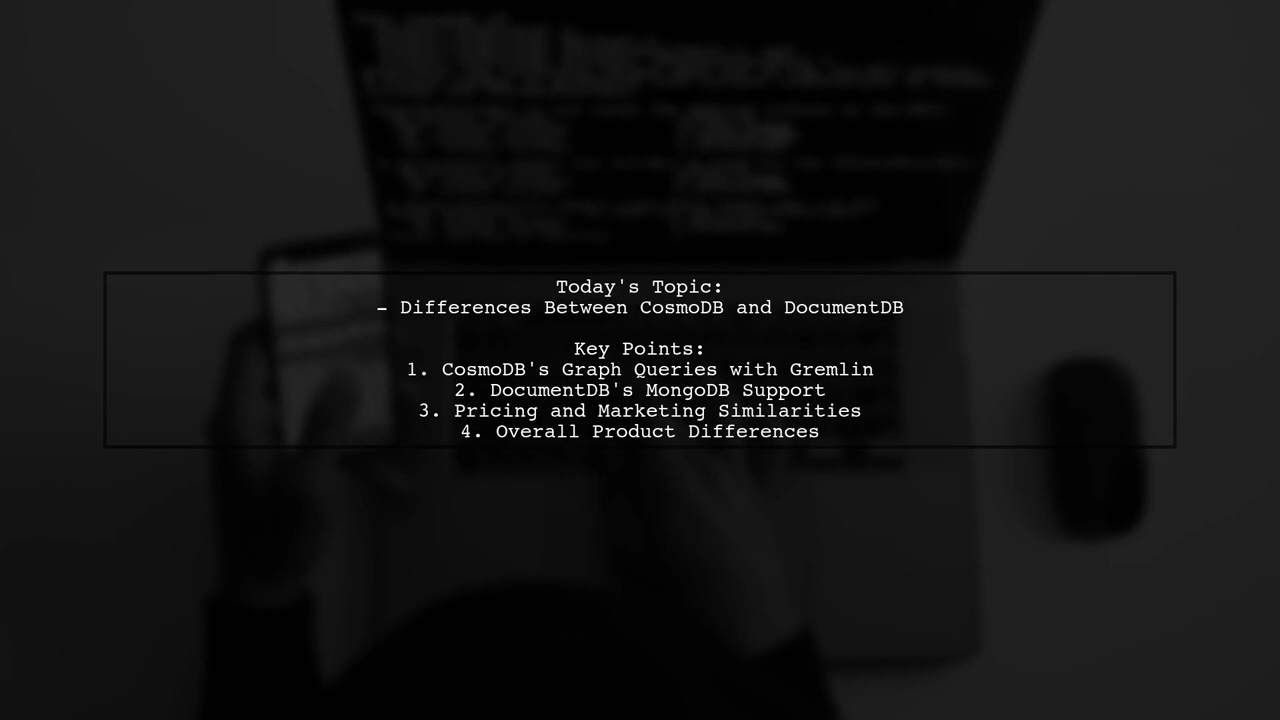 Today's Topic:
– Differences Between CosmoDB and DocumentDB
Key Points:
1. CosmoDB's Graph Queries with Gremlin
2. DocumentDB's MongoDB Support
3. Pricing and Marketing Similarities
4. Overall Product Differences